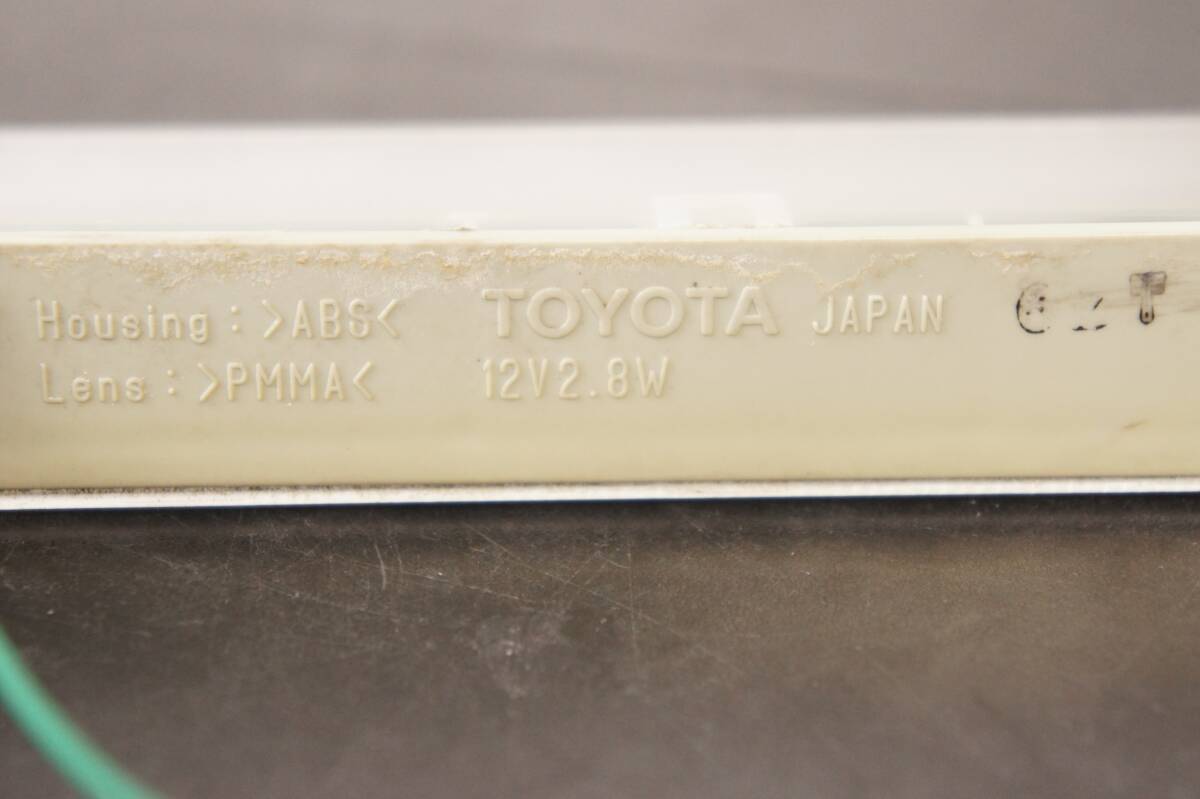 Housing : >ABS< TOYOTA JAPAN
Lens : >PMMA< 12V2.8W